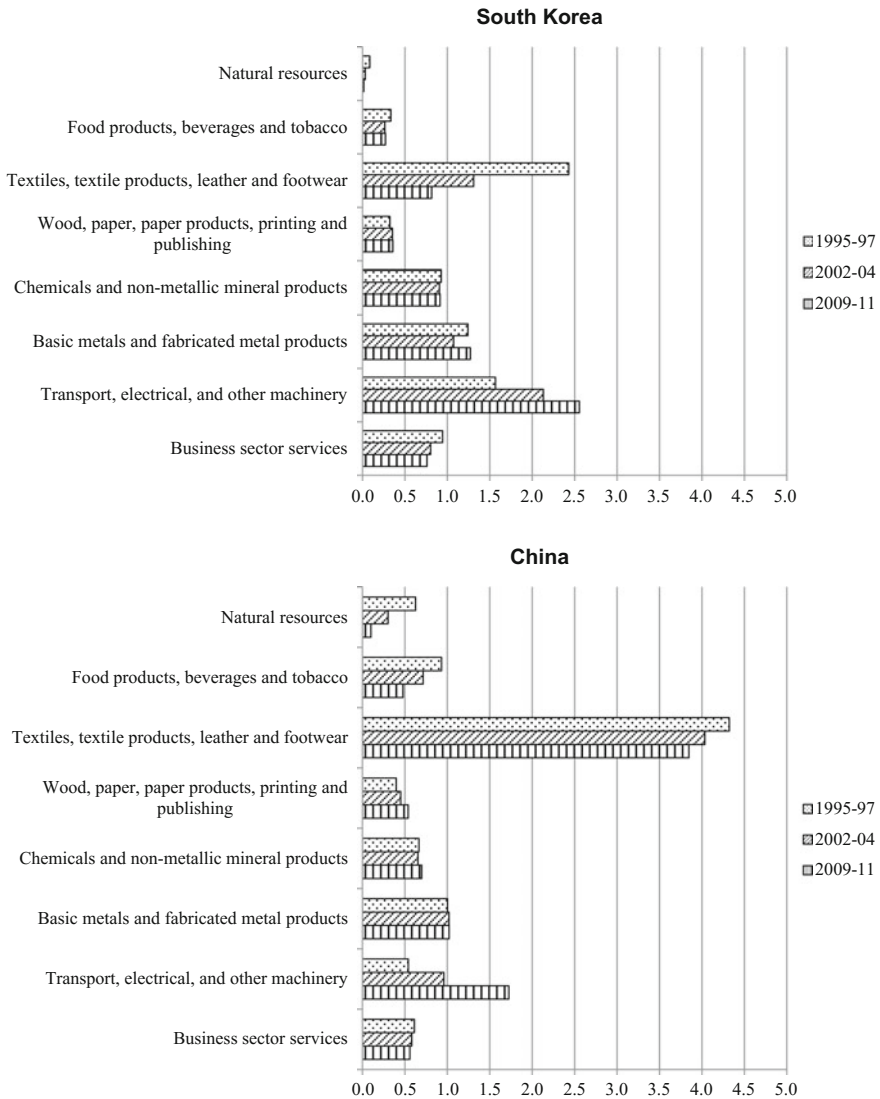 South Korea
Natural resources
Food products, beverages and tobacco
Textiles, textile products, leather and footwear
Wood, paper, paper products, printing and
publishing
Chemicals and non-metallic mineral products
Basic metals and fabricated metal products
Transport, electrical, and other machinery
Business sector services
0.0 0.5 1.0 1.5 2.0 2.5 3.0 3.5 4.0 4.5 5.0
1995-97
2002-04
2009-11
China
Natural resources
Food products, beverages and tobacco
Textiles, textile products, leather and footwear
Wood, paper, paper products, printing and
publishing
Chemicals and non-metallic mineral products
Basic metals and fabricated metal products
Transport, electrical, and other machinery
Business sector services
0.0 0.5 1.0 1.5 2.0 2.5 3.0 3.5 4.0 4.5 5.0
1995-97
2002-04
2009-11